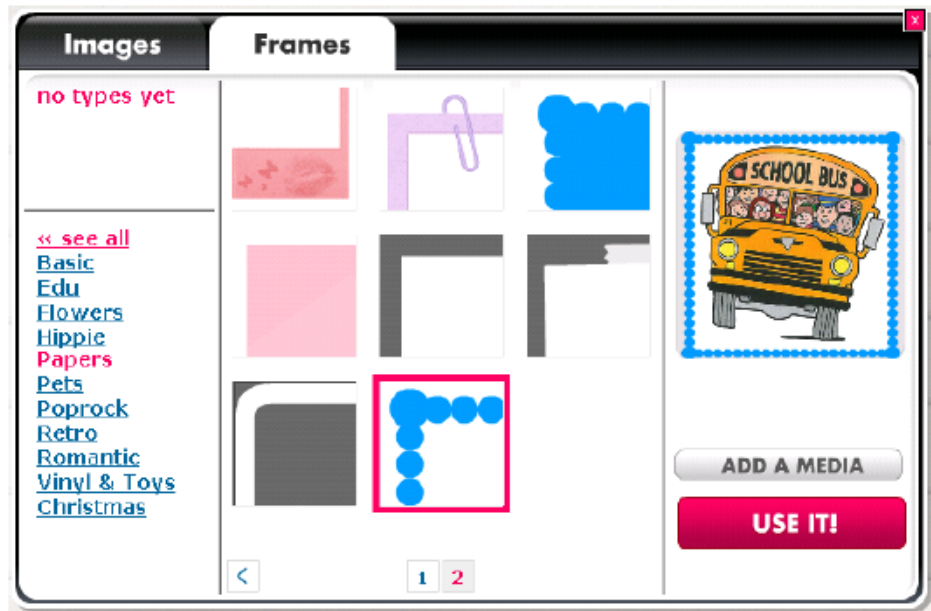 Images
Frames
x
no types yet
« see all
Basic
Edu
Flowers
Hippie
Papers
Pets
Poprock
Retro
Romantic
Vinyl & Toys
Christmas
SCHOOL BUS
ADD A MEDIA
USE IT!
< 1 2